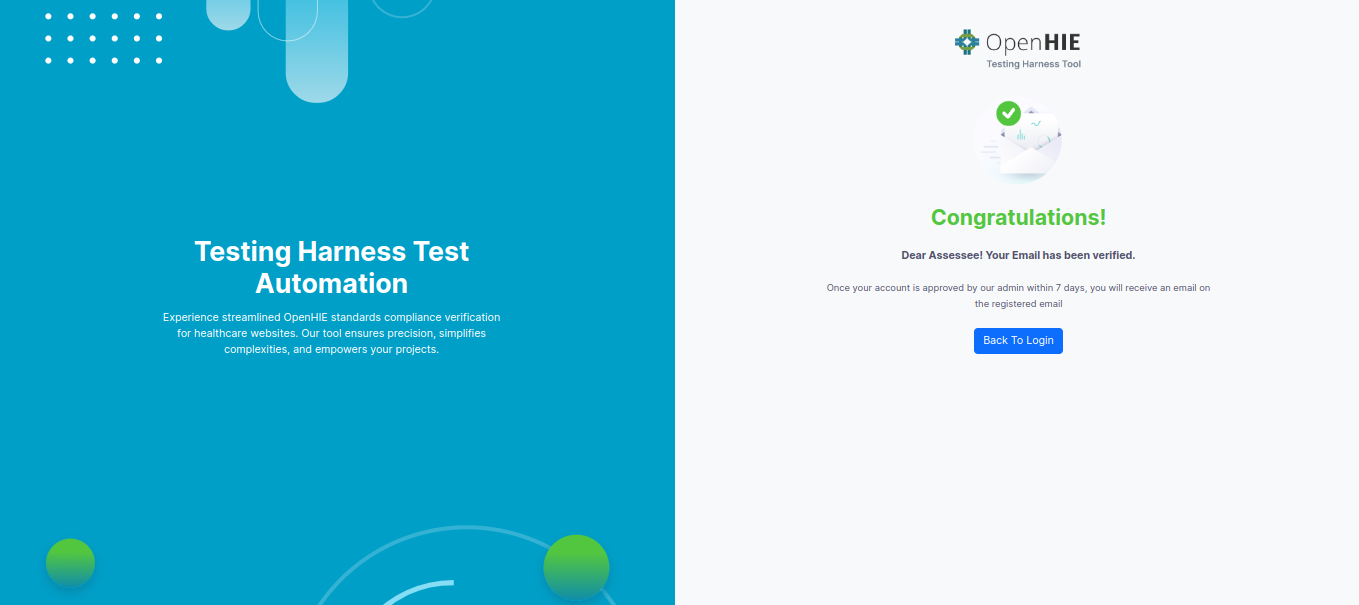 Testing Harness Test
Automation
Experience streamlined OpenHIE standards compliance verification
for healthcare websites. Our tool ensures precision, simplifies
complexities, and empowers your projects.
OpenHIE
Testing Harness Tool
Congratulations!
Dear Assessee! Your Email has been verified.
Once your account is approved by our admin within 7 days, you will receive an email on
the registered email
Back To Login